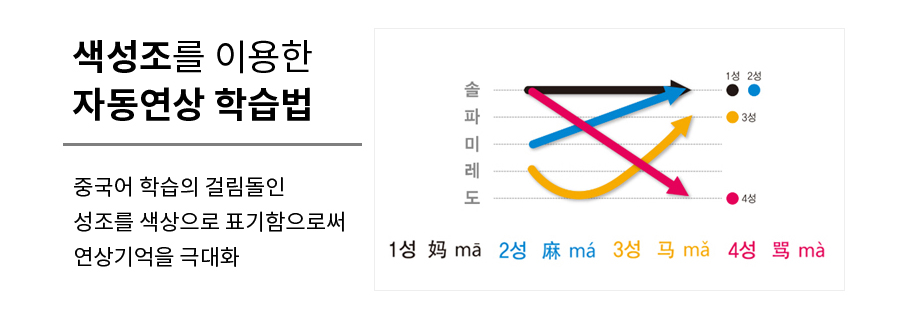 색성조를 이용한
자동연상 학습법
중국어 학습의 걸림돌인
성조를 색상으로 표기함으로써
연상기억을 극대화
솔
파
미
레
도
1성 2성
3성
4성
1성 妈 mā 2성 麻 má 3성 马 mǎ 4성 骂 mà